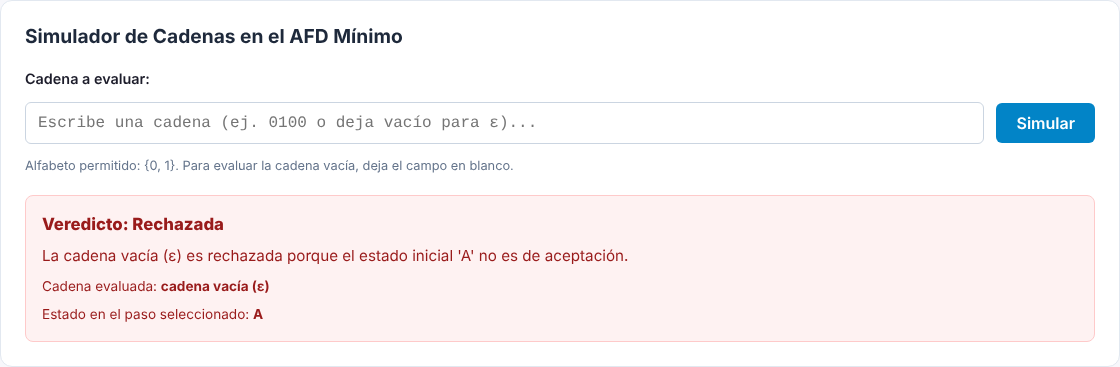 Simulador de Cadenas en el AFD Mínimo
Cadena a evaluar:
Escribe una cadena (ej. 0100 o deja vacío para ε)...
Simular
Alfabeto permitido: {0, 1}. Para evaluar la cadena vacía, deja el campo en blanco.
Veredicto: Rechazada
La cadena vacía (ε) es rechazada porque el estado inicial 'A' no es de aceptación.
Cadena evaluada: cadena vacía (ε)
Estado en el paso seleccionado: A